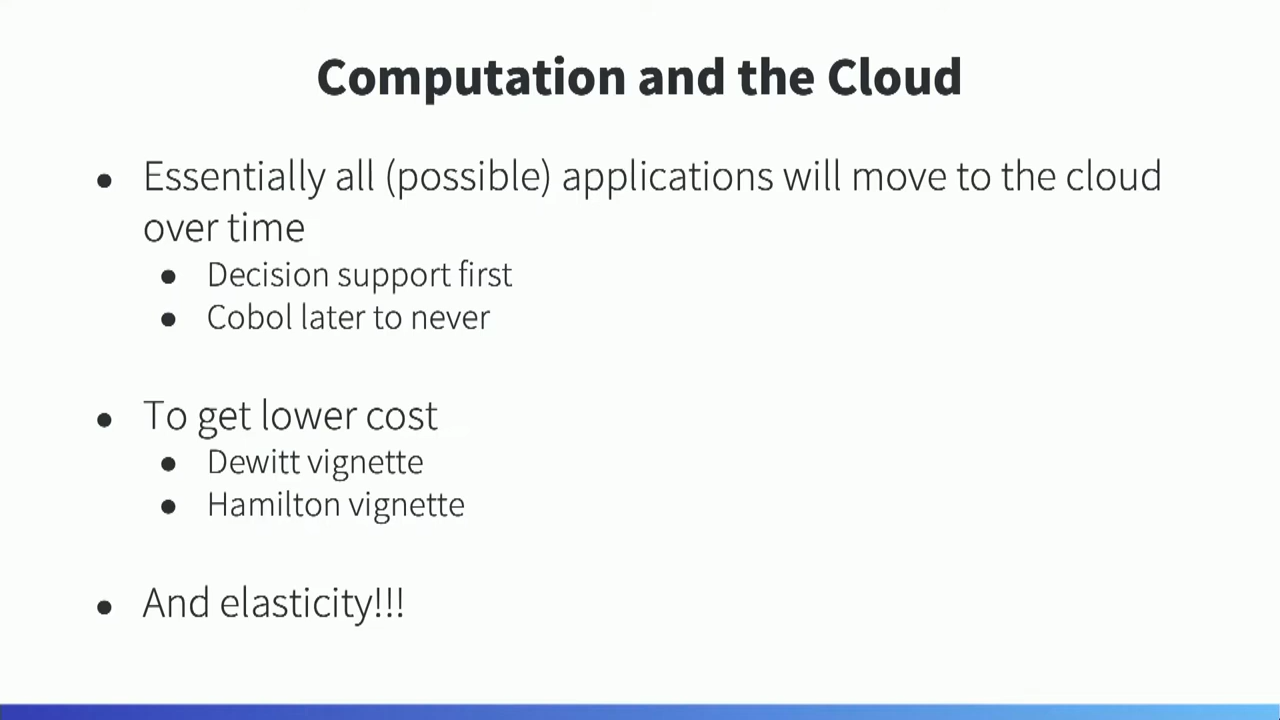 Computation and the Cloud
• Essentially all (possible) applications will move to the cloud
over time
• Decision support first
• Cobol later to never
• To get lower cost
• Dewitt vignette
• Hamilton vignette
• And elasticity!!!